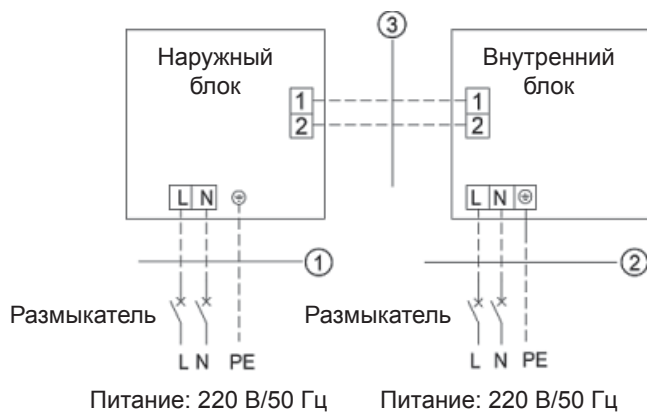 ③
Наружный
блок
Внутренний
блок
1
2
1
2
L N
L N
①
②
Размыкатель
Размыкатель
L N PE
L N PE
Питание: 220 В/50 Гц
Питание: 220 В/50 Гц